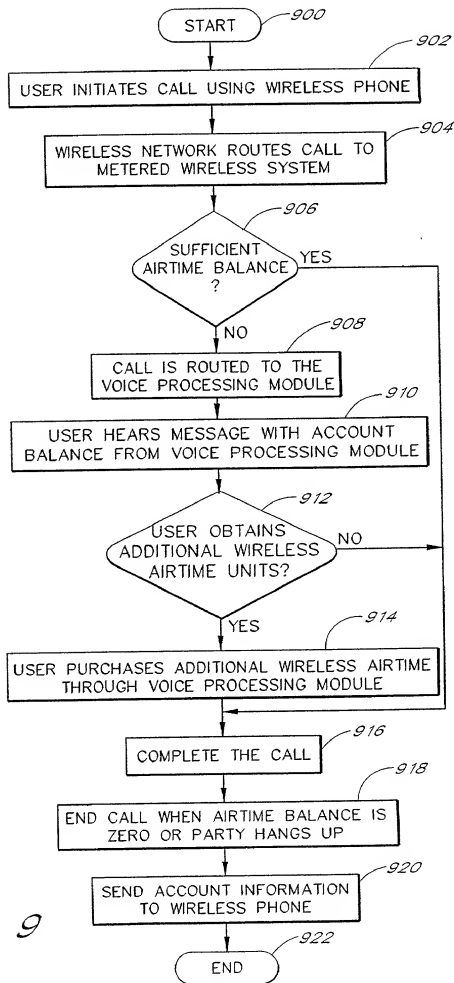 START
900
902
USER INITIATES CALL USING WIRELESS PHONE
904
WIRELESS NETWORK ROUTES CALL TO
METERED WIRELESS SYSTEM
906
SUFFICIENT
AIRTIME BALANCE
?
YES
NO
908
CALL IS ROUTED TO THE
VOICE PROCESSING MODULE
910
USER HEARS MESSAGE WITH ACCOUNT
BALANCE FROM VOICE PROCESSING MODULE
912
USER OBTAINS
ADDITIONAL WIRELESS
AIRTIME UNITS?
NO
YES
914
USER PURCHASES ADDITIONAL WIRELESS AIRTIME
THROUGH VOICE PROCESSING MODULE
916
COMPLETE THE CALL
918
END CALL WHEN AIRTIME BALANCE IS
ZERO OR PARTY HANGS UP
920
SEND ACCOUNT INFORMATION
TO WIRELESS PHONE
9
922
END